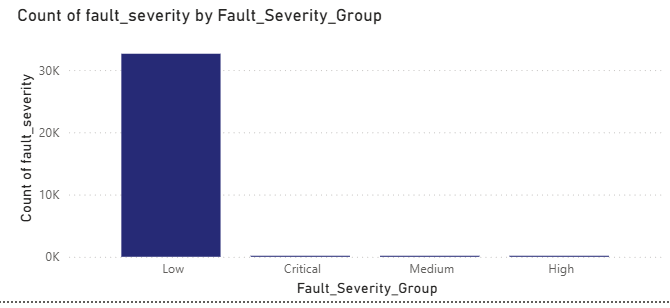 Count of fault_severity by Fault_Severity_Group
Count of fault_severity
30K
20K
10K
0K
Low
Critical
Medium
High
Fault_Severity_Group